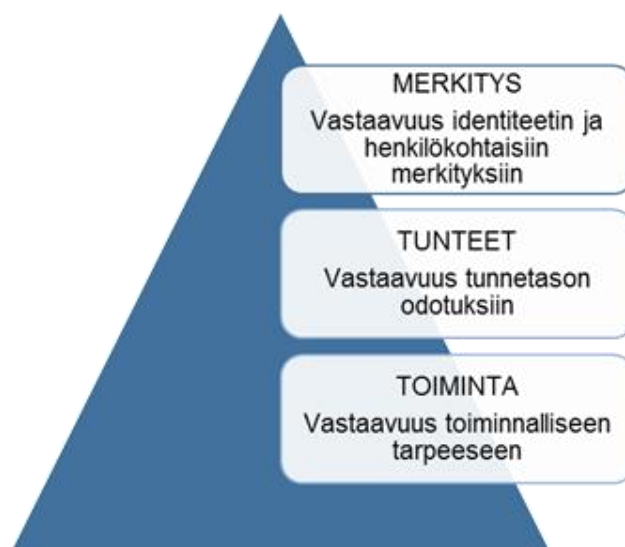 MERKITYS
Vastaavuus identiteetin ja
henkilökohtaisiin
merkityksiin
TUNTEET
Vastaavuus tunnetason
odotuksiin
TOIMINTA
Vastaavuus toiminnalliseen
tarpeeseen